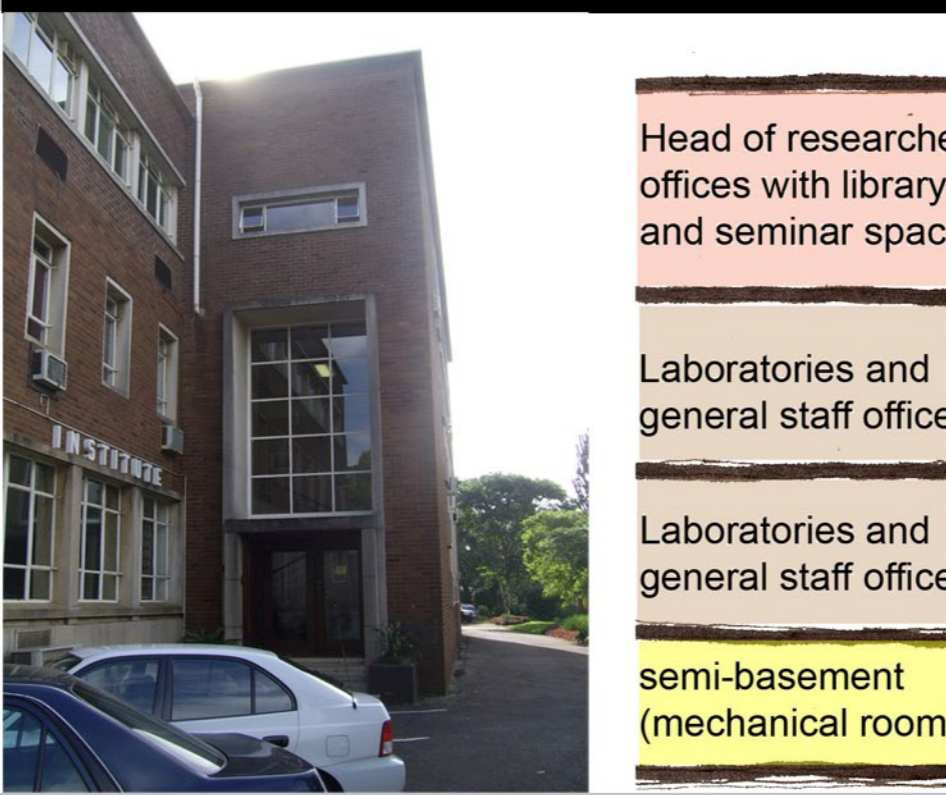 INSTITUTE
Head of researche
offices with library
and seminar spac
Laboratories and
general staff office
Laboratories and
general staff office
semi-basement
(mechanical room